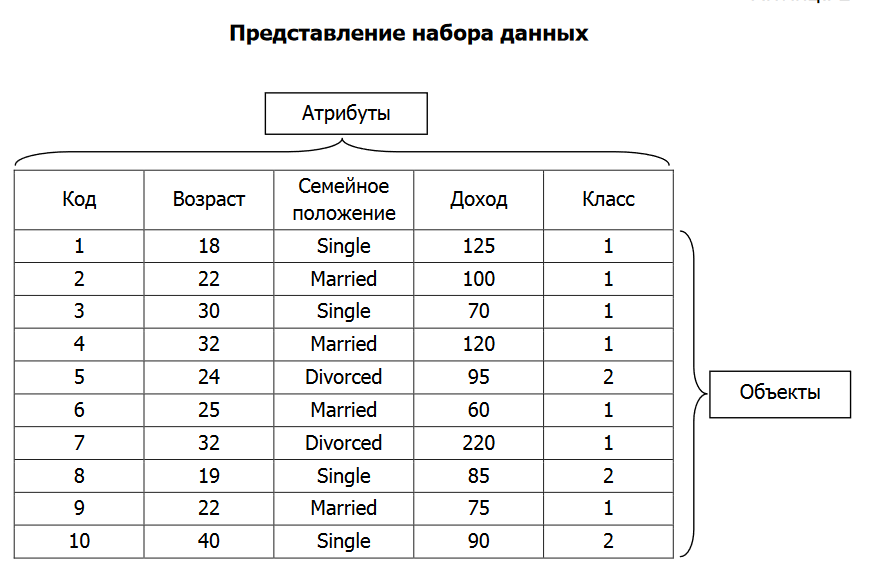 Представление набора данных
Атрибуты
Код Возраст Семейное положение Доход Класс
1 18 Single 125 1
2 22 Married 100 1
3 30 Single 70 1
4 32 Married 120 1
5 24 Divorced 95 2
6 25 Married 60 1
7 32 Divorced 220 1
8 19 Single 85 2
9 22 Married 75 1
10 40 Single 90 2
Объекты